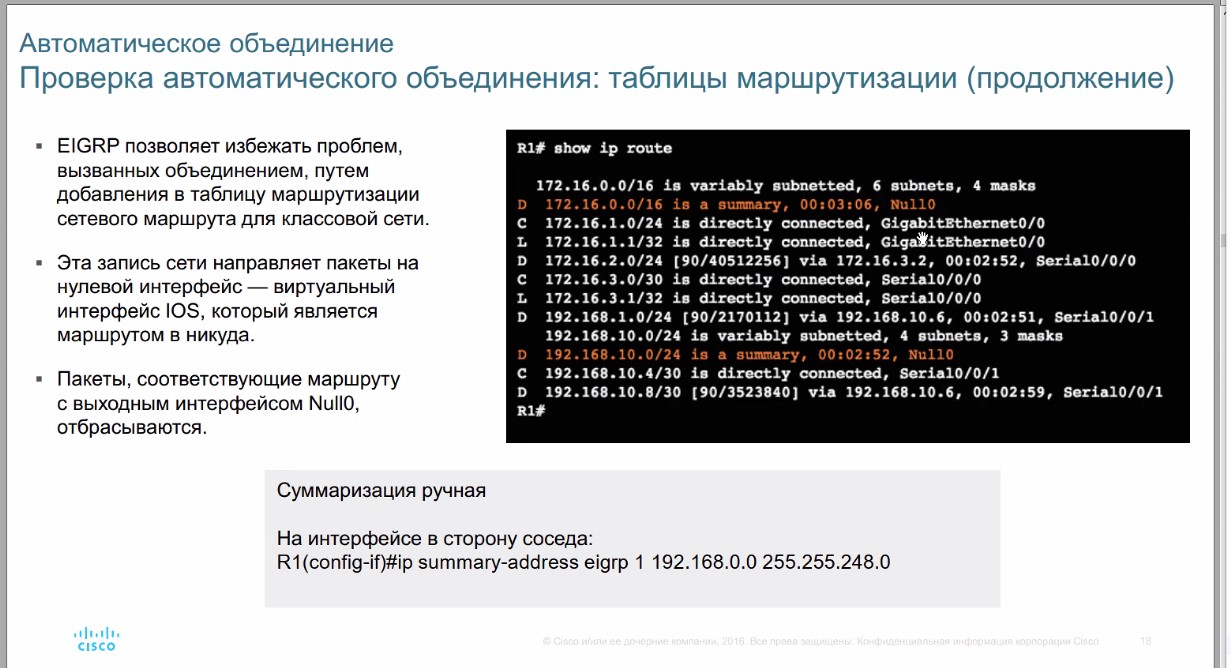 Автоматическое объединение
Проверка автоматического объединения: таблицы маршрутизации (продолжение)
▪ EIGRP позволяет избежать проблем,
вызванных объединением, путем
добавления в таблицу маршрутизации
сетевого маршрута для классовой сети.
▪ Эта запись сети направляет пакеты на
нулевой интерфейс — виртуальный
интерфейс IOS, который является
маршрутом в никуда.
▪ Пакеты, соответствующие маршруту
с выходным интерфейсом Null0,
отбрасываются.
R1# show ip route
172.16.0.0/16 is variably subnetted, 6 subnets, 4 masks
D 172.16.0.0/16 is a summary, 00:03:06, Null0
C 172.16.1.0/24 is directly connected, GigabitEthernet0/0
L 172.16.1.1/32 is directly connected, GigabitEthernet0/0
D 172.16.2.0/24 [90/40512256] via 172.16.3.2, 00:02:52, Serial0/0/0
C 172.16.3.0/30 is directly connected, Serial0/0/0
L 172.16.3.1/32 is directly connected, Serial0/0/0
D 192.168.1.0/24 [90/2170112] via 192.168.10.6, 00:02:51, Serial0/0/1
192.168.10.0/24 is variably subnetted, 4 subnets, 3 masks
D 192.168.10.0/24 is a summary, 00:02:52, Null0
C 192.168.10.4/30 is directly connected, Serial0/0/1
D 192.168.10.8/30 [90/3523840] via 192.168.10.6, 00:02:59, Serial0/0/1
R1#
Суммаризация ручная
На интерфейсе в сторону соседа:
R1(config-if)#ip summary-address eigrp 1 192.168.0.0 255.255.248.0
CISCO
© Cisco и/или ее дочерние компании, 2016. Все права защищены. Конфиденциальная информация корпорации Cisco
18